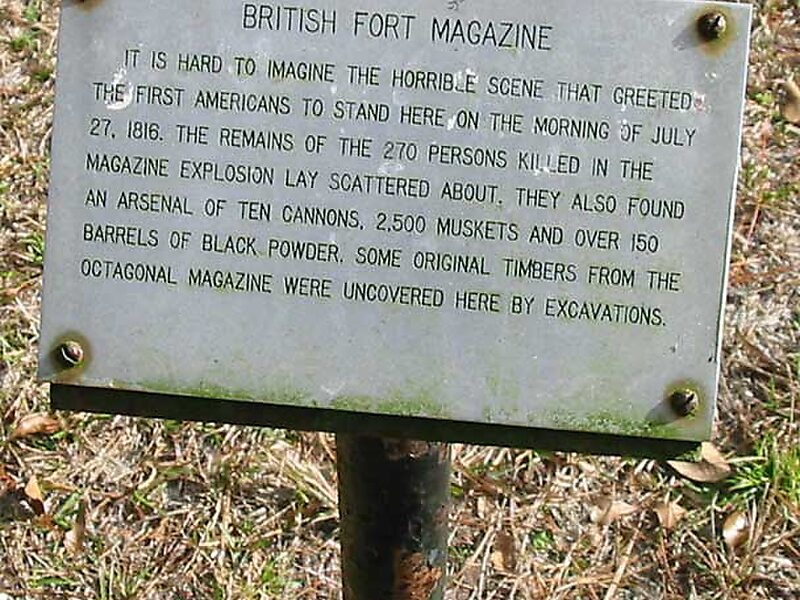 BRITISH FORT MAGAZINE
IT IS HARD TO IMAGINE THE HORRIBLE SCENE THAT GREETED
THE FIRST AMERICANS TO STAND HERE ON THE MORNING OF JULY
27, 1816. THE REMAINS OF THE 270 PERSONS KILLED IN THE
MAGAZINE EXPLOSION LAY SCATTERED ABOUT. THEY ALSO FOUND
AN ARSENAL OF TEN CANNONS, 2,500 MUSKETS AND OVER 150
BARRELS OF BLACK POWDER. SOME ORIGINAL TIMBERS FROM THE
OCTAGONAL MAGAZINE WERE UNCOVERED HERE BY EXCAVATIONS.